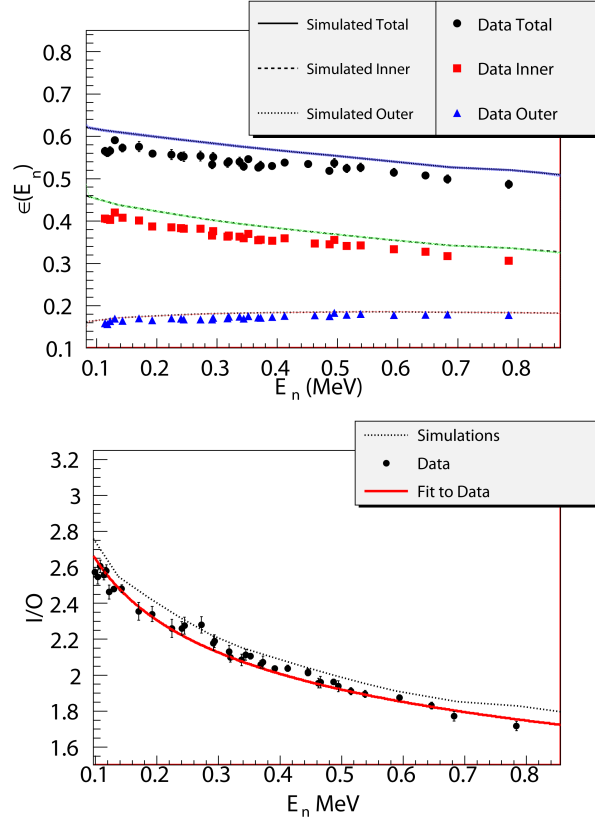 Simulated Total
Data Total
Simulated Inner
Data Inner
Simulated Outer
Data Outer
0.8
0.7
0.6
0.5
0.4
0.3
0.2
0.1
ϵ(E_n)
0.1 0.2 0.3 0.4 0.5 0.6 0.7 0.8
E_n (MeV)
Simulations
Data
Fit to Data
3.2
3
2.8
2.6
2.4
2.2
2
1.8
1.6
I/O
0.1 0.2 0.3 0.4 0.5 0.6 0.7 0.8
E_n MeV